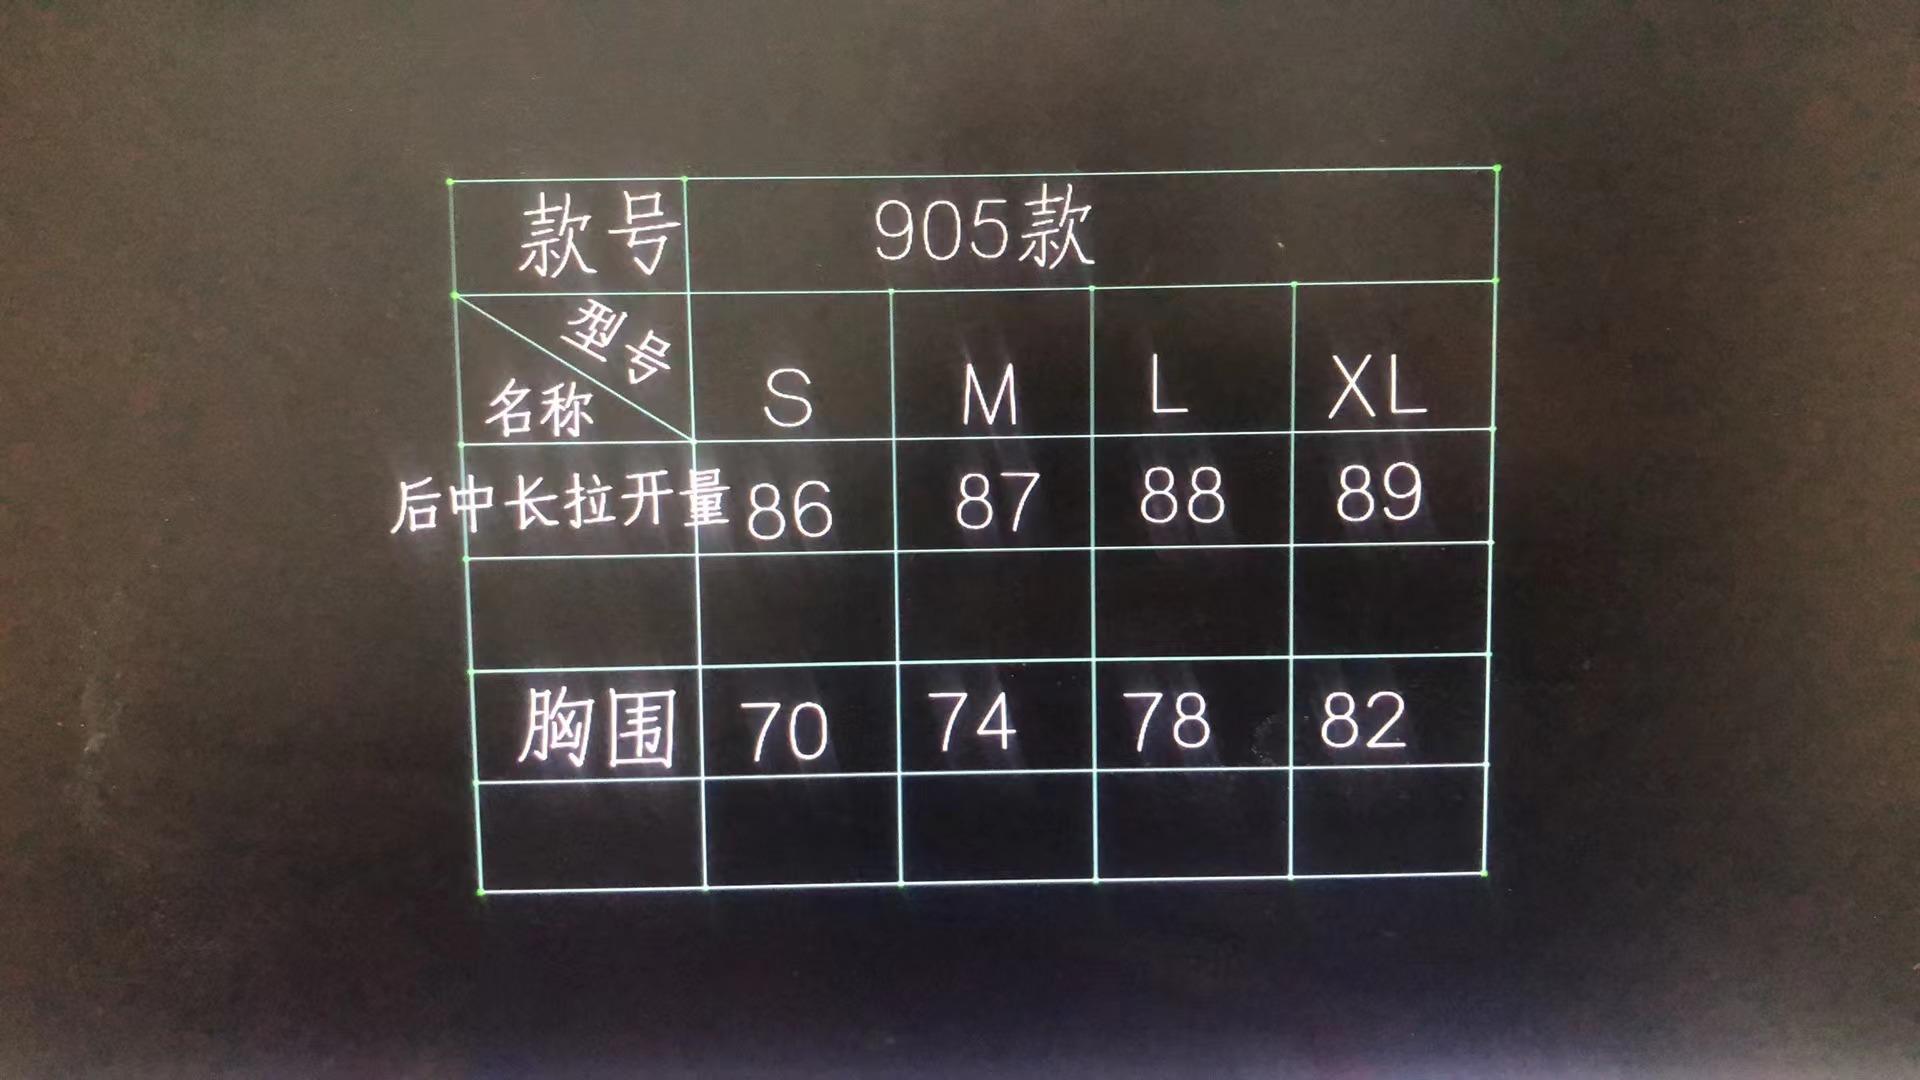 款号 905款
型号
名称 S M L XL
后中长拉开量 86 87 88 89
胸围 70 74 78 82